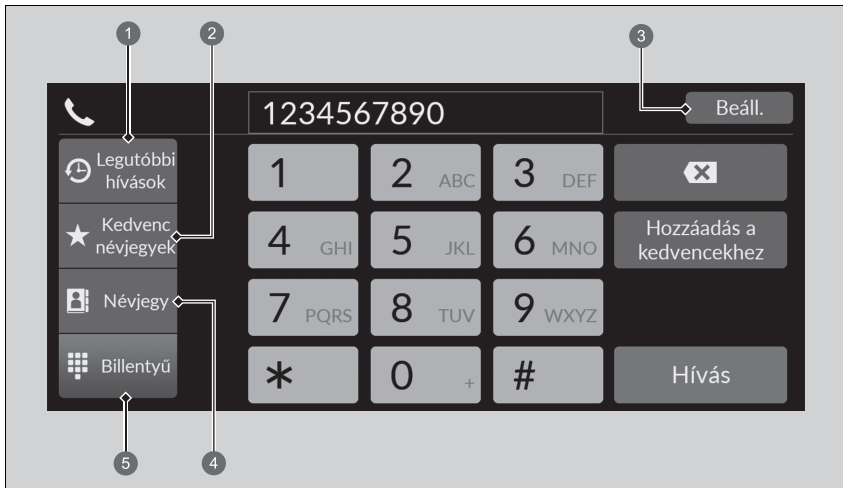 1 2 3
1234567890 Beáll.
Legutóbbi
hívások
Kedvenc
névjegyek
Névjegy
Billentyű
1 2 ABC 3 DEF
4 GHI 5 JKL 6 MNO
Hozzáadás a
kedvencekhez
7 PQRS 8 TUV 9 WXYZ
* 0 + # Hívás
5 4